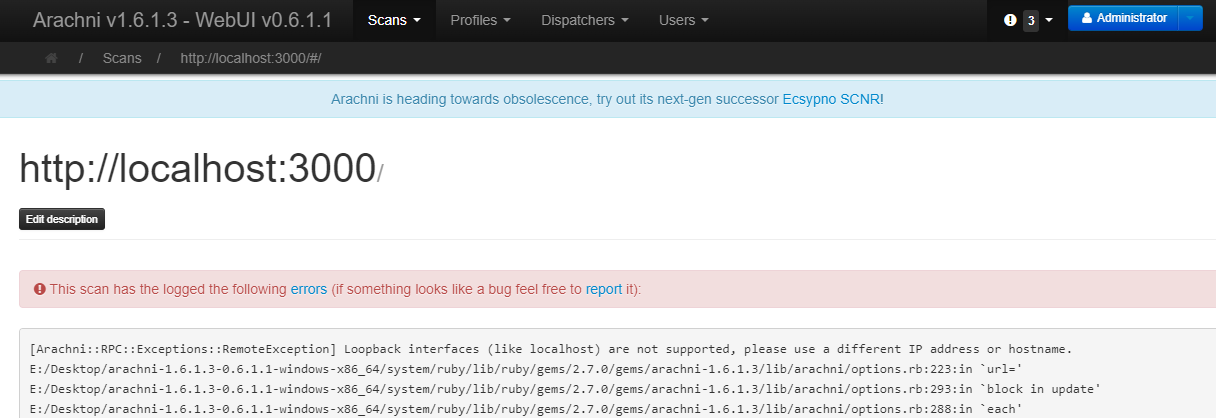 Arachni v1.6.1.3 - WebUI v0.6.1.1 Scans Profiles Dispatchers Users 3 Administrator
/ Scans / http://localhost:3000/#/
Arachni is heading towards obsolescence, try out its next-gen successor Ecsypno SCNR!
http://localhost:3000/
Edit description
This scan has the logged the following errors (if something looks like a bug feel free to report it):
[Arachni::RPC::Exceptions::RemoteException] Loopback interfaces (like localhost) are not supported, please use a different IP address or hostname.
E:/Desktop/arachni-1.6.1.3-0.6.1.1-windows-x86_64/system/ruby/lib/ruby/gems/2.7.0/gems/arachni-1.6.1.3/lib/arachni/options.rb:223:in `url='
E:/Desktop/arachni-1.6.1.3-0.6.1.1-windows-x86_64/system/ruby/lib/ruby/gems/2.7.0/gems/arachni-1.6.1.3/lib/arachni/options.rb:293:in `block in update'
E:/Desktop/arachni-1.6.1.3-0.6.1.1-windows-x86_64/system/ruby/lib/ruby/gems/2.7.0/gems/arachni-1.6.1.3/lib/arachni/options.rb:288:in `each'